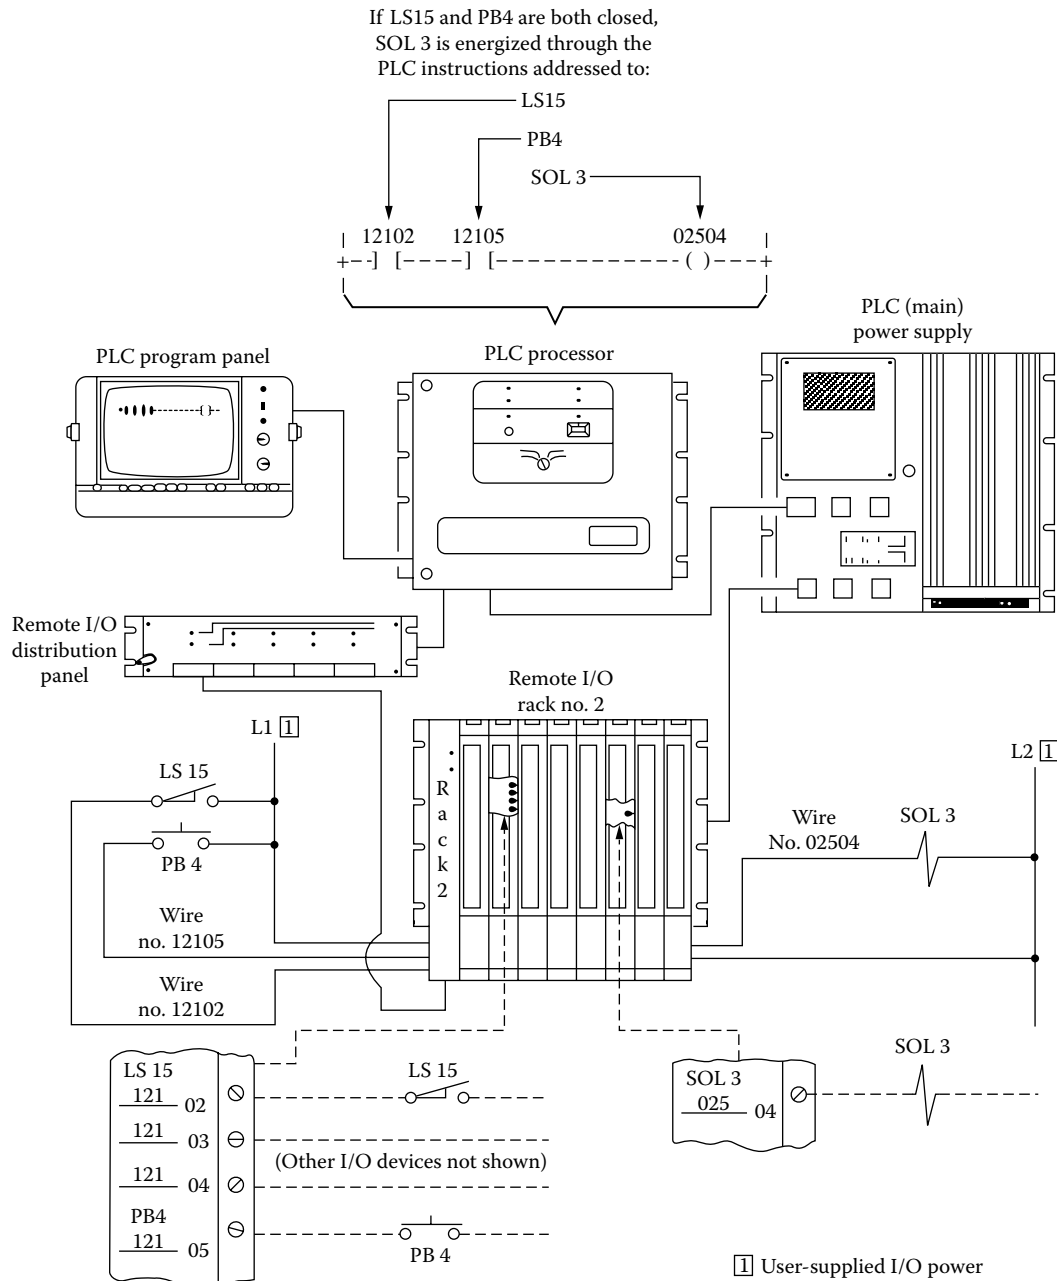 If LS15 and PB4 are both closed,
SOL 3 is energized through the
PLC instructions addressed to:
LS15
PB4
SOL 3
12102 12105 02504
PLC (main)
power supply
PLC program panel
PLC processor
Remote I/O
distribution
panel
Remote I/O
rack no. 2
L1 1
L2 1
LS 15
PB 4
Rack 2
Wire
No. 02504
SOL 3
Wire
no. 12105
Wire
no. 12102
LS 15
121 02
121 03
121 04
PB4
121 05
LS 15
(Other I/O devices not shown)
PB 4
SOL 3
025 04
SOL 3
1 User-supplied I/O power